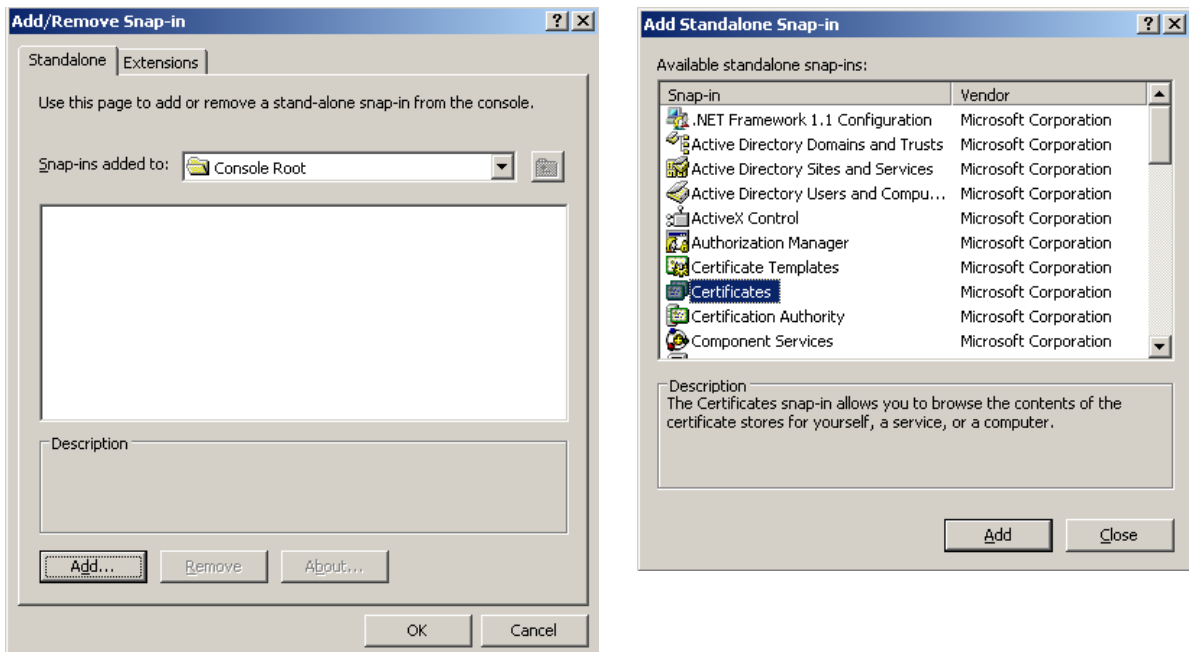 Add/Remove Snap-in
Standalone
Extensions
Use this page to add or remove a stand-alone snap-in from the console.
Snap-ins added to:
Console Root
Description
Add...
Remove
About...
OK
Cancel
Add Standalone Snap-in
Available standalone snap-ins:
Snap-in Vendor
.NET Framework 1.1 Configuration Microsoft Corporation
Active Directory Domains and Trusts Microsoft Corporation
Active Directory Sites and Services Microsoft Corporation
Active Directory Users and Compu... Microsoft Corporation
ActiveX Control Microsoft Corporation
Authorization Manager Microsoft Corporation
Certificate Templates Microsoft Corporation
Certificates Microsoft Corporation
Certification Authority Microsoft Corporation
Component Services Microsoft Corporation
Description
The Certificates snap-in allows you to browse the contents of the
certificate stores for yourself, a service, or a computer.
Add
Close